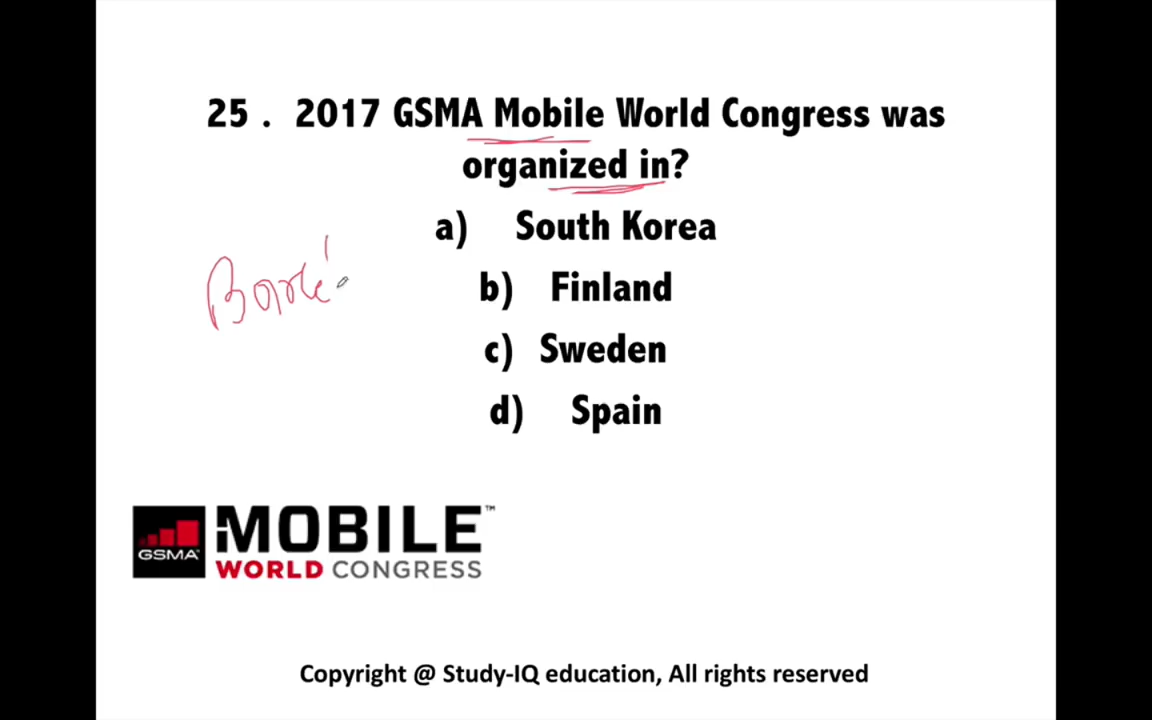 25 . 2017 GSMA Mobile World Congress was
organized in?
a) South Korea
b) Finland
c) Sweden
d) Spain
GSMA
MOBILE™
WORLD CONGRESS
Copyright @ Study-IQ education, All rights reserved